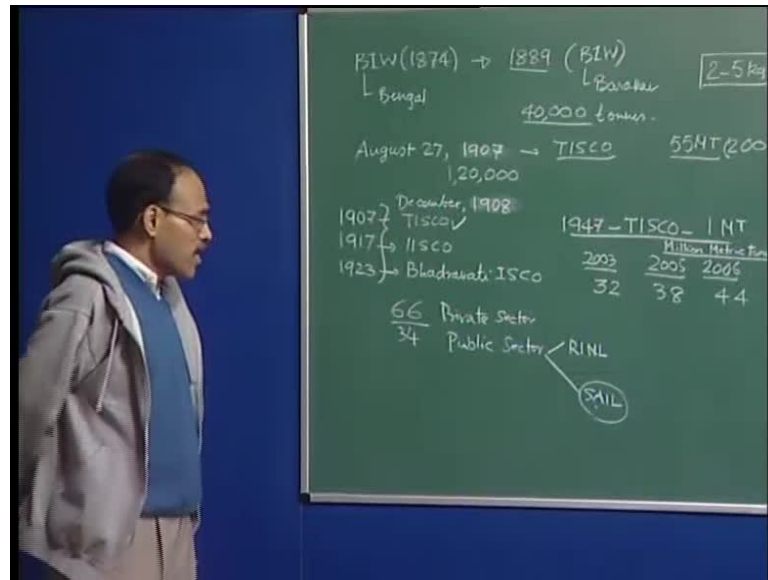 BIW (1874) → 1889 (BIW)
Bengal
Barakar
2-5 kg
40,000 tonnes.
August 27, 1907 → TISCO
55MT (200
1,20,000
December, 1908
1907 TISCO ✓
1917 → IISCO
1923 → Bhadravati ISCO
1947 - TISCO - 1 MT
Million Metric Tons
2003 2005 2006
32 38 44
66 Private Sector
34 Public Sector
RINL
SAIL